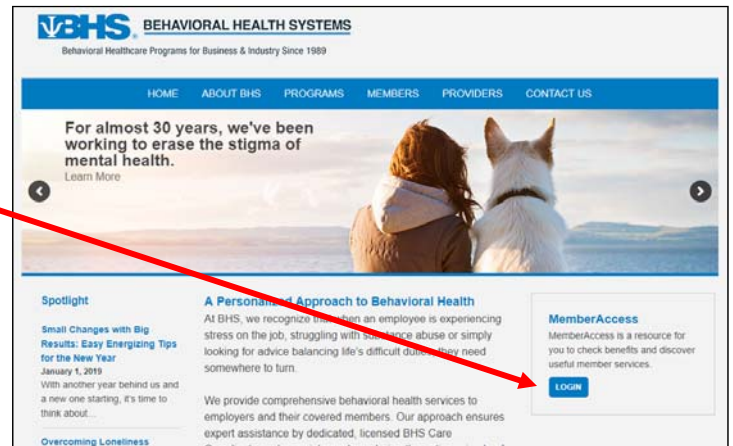 BHS. BEHAVIORAL HEALTH SYSTEMS
Behavioral Healthcare Programs for Business & Industry Since 1989
HOME ABOUT BHS PROGRAMS MEMBERS PROVIDERS CONTACT US
For almost 30 years, we've been
working to erase the stigma of
mental health.
Learn More
Spotlight
Small Changes with Big
Results: Easy Energizing Tips
for the New Year
January 1, 2019
With another year behind us and
a new one starting, it's time to
think about...
Overcoming Loneliness
A Personalized Approach to Behavioral Health
At BHS, we recognize that when an employee is experiencing
stress on the job, struggling with substance abuse or simply
looking for advice balancing life's difficult duties, they need
somewhere to turn.
We provide comprehensive behavioral health services to
employers and their covered members. Our approach ensures
expert assistance by dedicated, licensed BHS Care
MemberAccess
MemberAccess is a resource for
you to check benefits and discover
useful member services.
LOGIN